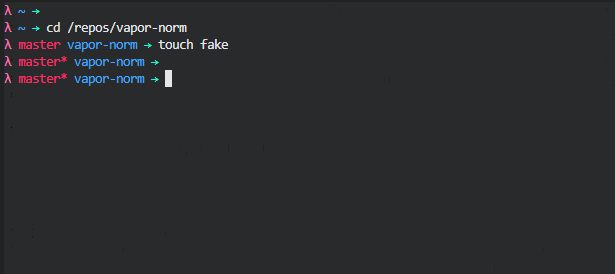 λ ~ →
λ ~ → cd /repos/vapor-norm
λ master vapor-norm → touch fake
λ master* vapor-norm →
λ master* vapor-norm →